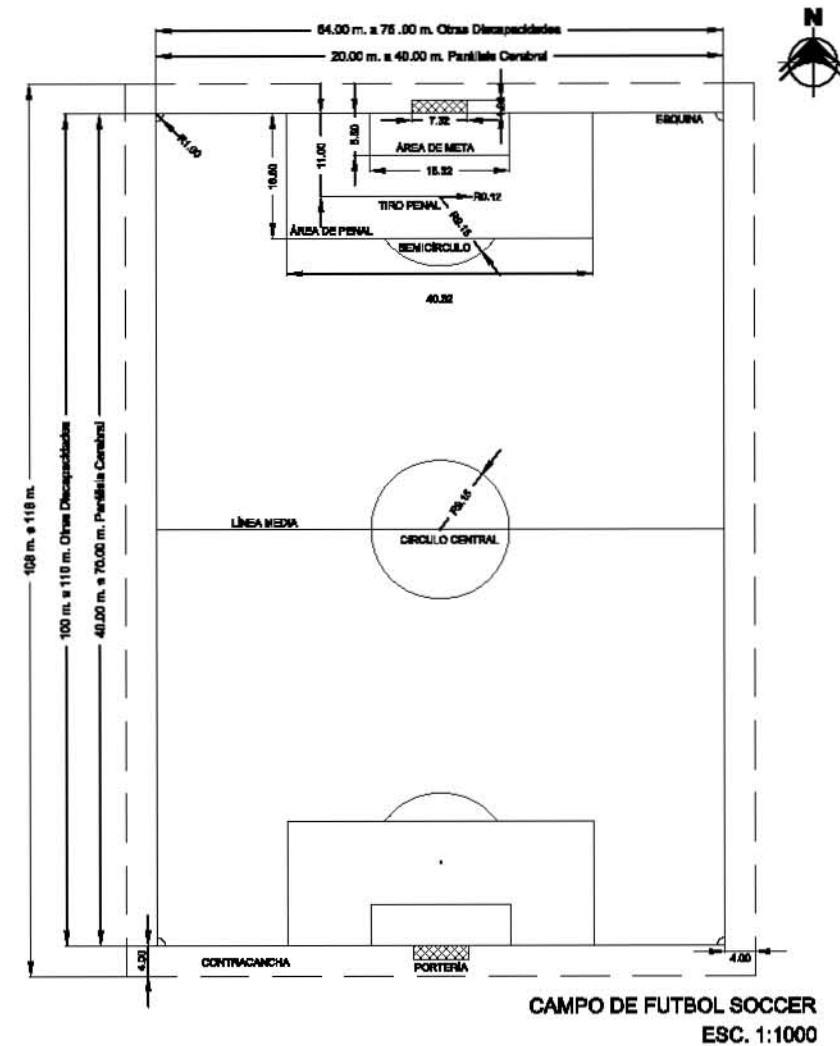 64.00 m. a 75 .00 m. Otras Discapacidades
20.00 m. a 40.00 m. Parálisis Cerebral
N
7.32
ESQUINA
R1.00
11.00
5.50
16.50
ÁREA DE META
18.32
R0.12
TIRO PENAL
R9.15
ÁREA DE PENAL
SEMICÍRCULO
40.32
108 m. a 118 m.
100 m. a 110 m. Otras Discapacidades
40.00 m. a 70.00 m. Parálisis Cerebral
R9.15
LÍNEA MEDIA
CIRCULO CENTRAL
4.00
CONTRACANCHA
PORTERÍA
4.00
CAMPO DE FUTBOL SOCCER
ESC. 1:1000